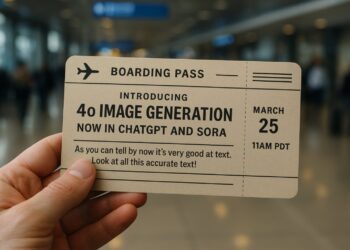 BOARDING PASS
INTRODUCING
4o IMAGE GENERATION
NOW IN CHATGPT AND SORA
As you can tell by now it's very good at text.
Look at all this accurate text!
MARCH
25
11AM PDT